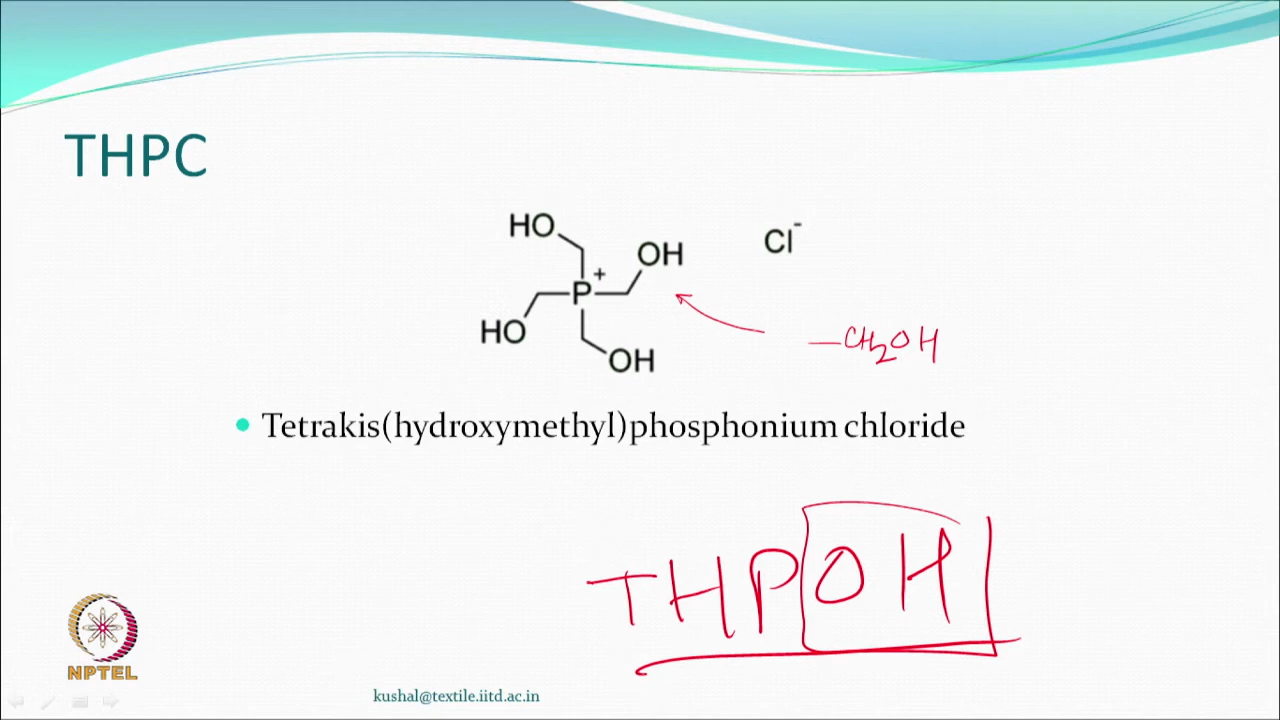 THPC
HO
OH
Cl⁻
P⁺
HO
OH
—CH₂OH
Tetrakis(hydroxymethyl)phosphonium chloride
THPOH
NPTEL
kushal@textile.iitd.ac.in